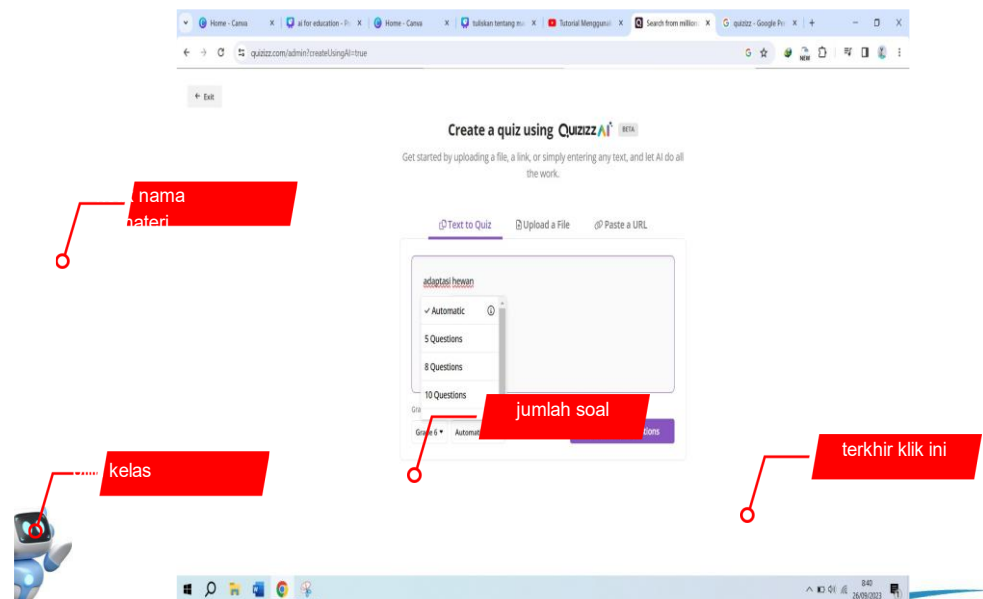 Home - Canva
ai for education - P
Home - Canva
tuliskan tentang
Tutorial Menggunal
Search from million
quizizz - Google
quizizz.com/admin?createUsingAI=true
NEW
Exit
Create a quiz using QUIZIZZ AI BETA
Get started by uploading a file, a link, or simply entering any text, and let AI do all
the work.
nama
materi
Text to Quiz Upload a File Paste a URL
adaptasi hewan
Automatic
5 Questions
8 Questions
10 Questions
jumlah soal
Grade 6
terkhir klik ini
kelas
8:40
26/09/2023